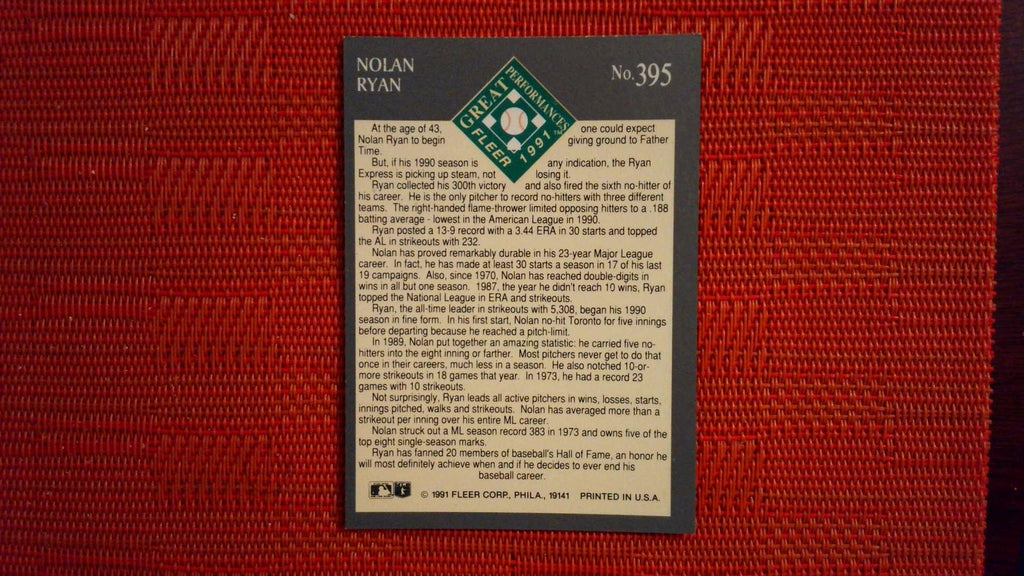 NOLAN
RYAN
No. 395
GREAT
PERFORMANCES
FLEER
1991 ™
At the age of 43, one could expect
Nolan Ryan to begin giving ground to Father
Time.
But, if his 1990 season is any indication, the Ryan
Express is picking up steam, not losing it.
Ryan collected his 300th victory and also fired the sixth no-hitter of
his career. He is the only pitcher to record no-hitters with three different
teams. The right-handed flame-thrower limited opposing hitters to a .188
batting average - lowest in the American League in 1990.
Ryan posted a 13-9 record with a 3.44 ERA in 30 starts and topped
the AL in strikeouts with 232.
Nolan has proved remarkably durable in his 23-year Major League
career. In fact, he has made at least 30 starts a season in 17 of his last
19 campaigns. Also, since 1970, Nolan has reached double-digits in
wins in all but one season. 1987, the year he didn't reach 10 wins, Ryan
topped the National League in ERA and strikeouts.
Ryan, the all-time leader in strikeouts with 5,308, began his 1990
season in fine form. In his first start, Nolan no-hit Toronto for five innings
before departing because he reached a pitch-limit.
In 1989, Nolan put together an amazing statistic: he carried five no-
hitters into the eight inning or farther. Most pitchers never get to do that
once in their careers, much less in a season. He also notched 10-or-
more strikeouts in 18 games that year. In 1973, he had a record 23
games with 10 strikeouts.
Not surprisingly, Ryan leads all active pitchers in wins, losses, starts,
innings pitched, walks and strikeouts. Nolan has averaged more than a
strikeout per inning over his entire ML career.
Nolan struck out a ML season record 383 in 1973 and owns five of the
top eight single-season marks.
Ryan has fanned 20 members of baseball's Hall of Fame, an honor he
will most definitely achieve when and if he decides to ever end his
baseball career.
© 1991 FLEER CORP., PHILA., 19141 PRINTED IN U.S.A.